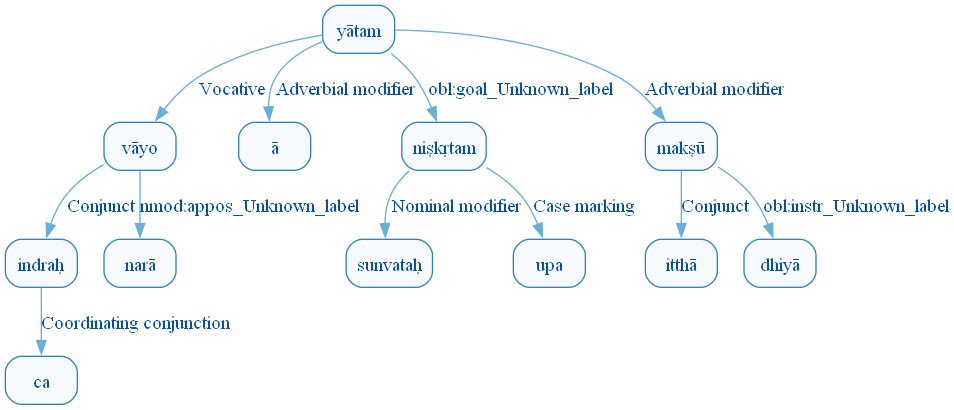 yātam
Vocative Adverbial modifier obl:goal_Unknown_label Adverbial modifier
vāyo ā niṣkṛtam makṣū
Conjunct nmod:appos_Unknown_label Nominal modifier Case marking Conjunct obl:instr_Unknown_label
indraḥ narā sunvataḥ upa itthā dhiyā
Coordinating conjunction
ca